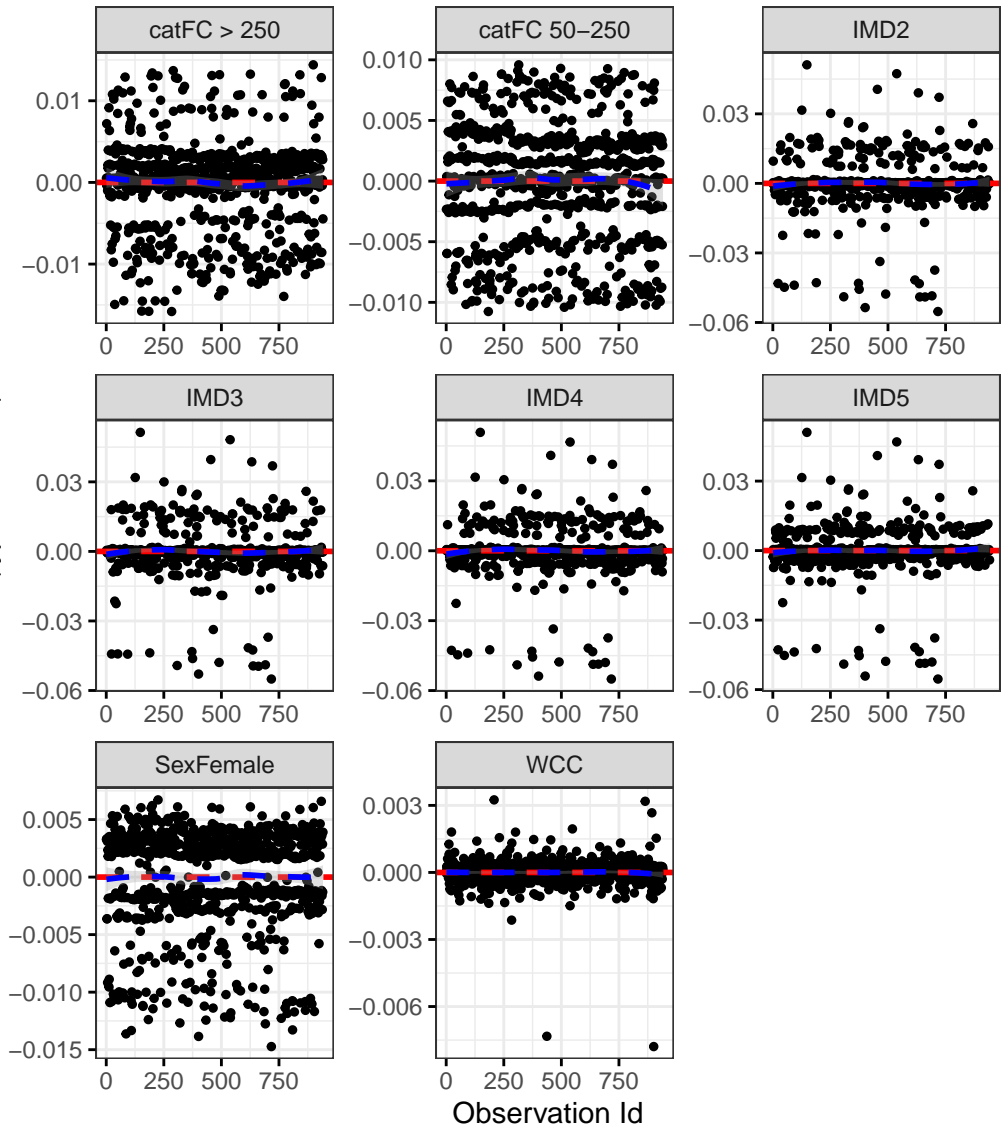 catFC > 250 catFC 50−250 IMD2
0.01 0.010 0.03
0.005
0.00 0.000 0.00
−0.005 −0.03
−0.01 −0.010
−0.06
0 250 500 750 0 250 500 750 0 250 500 750
IMD3 IMD4 IMD5
0.03 0.03 0.03
0.00 0.00 0.00
−0.03 −0.03 −0.03
−0.06 −0.06 −0.06
0 250 500 750 0 250 500 750 0 250 500 750
SexFemale WCC
0.005 0.003
0.000 0.000
−0.005 −0.003
−0.010 −0.006
−0.015
0 250 500 750 0 250 500 750
Observation Id